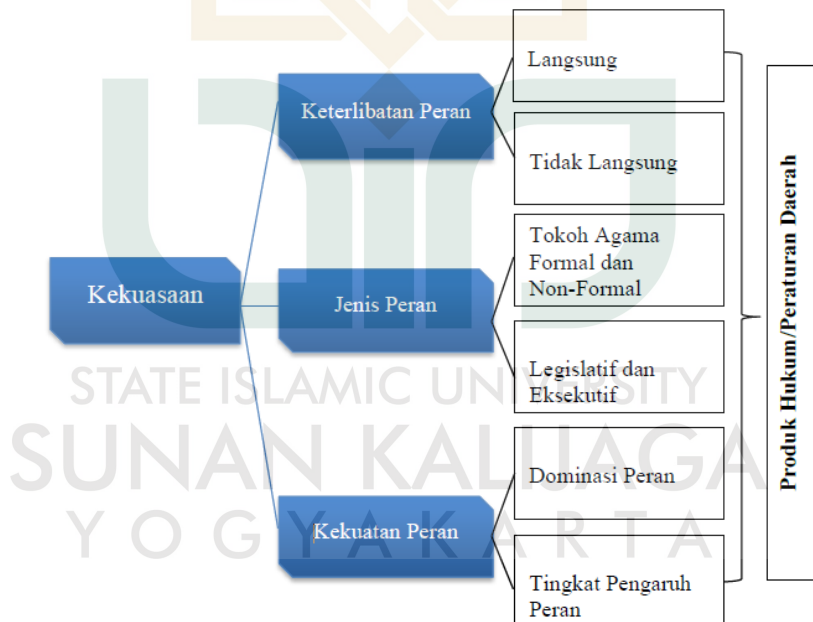 Kekuasaan
Keterlibatan Peran
Langsung
Tidak Langsung
Jenis Peran
Tokoh Agama
Formal dan
Non-Formal
Legislatif dan
Eksekutif
Kekuatan Peran
Dominasi Peran
Tingkat Pengaruh
Peran
Produk Hukum/Peraturan Daerah
STATE ISLAMIC UNIVERSITY
SUNAN KALIJAGA
YOGYAKARTA